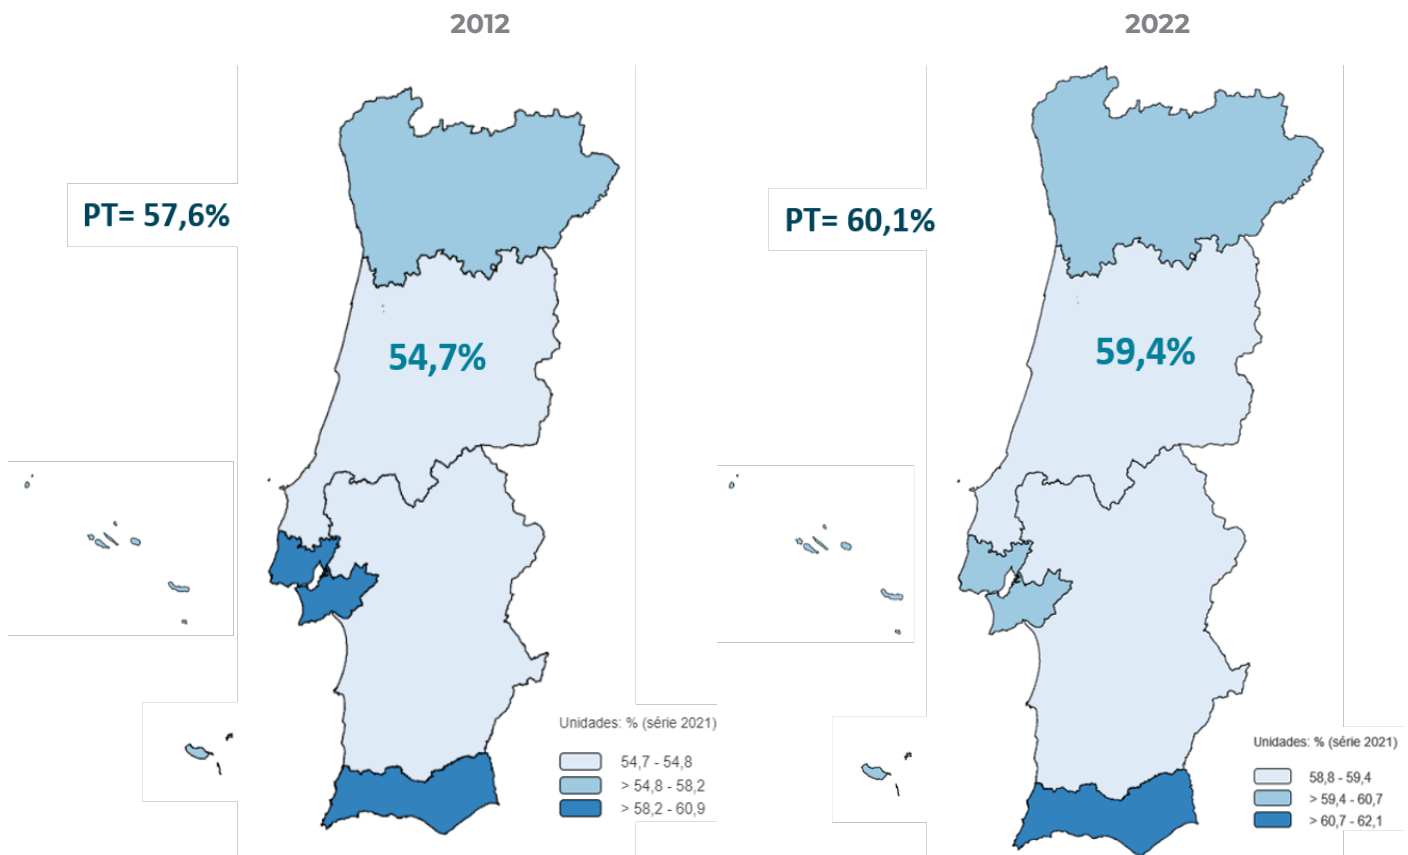 2012
2022
PT= 57,6%
PT= 60,1%
54,7%
59,4%
Unidades: % (série 2021)
54,7 - 54,8
> 54,8 - 58,2
> 58,2 - 60,9
Unidades: % (série 2021)
58,8 - 59,4
> 59,4 - 60,7
> 60,7 - 62,1